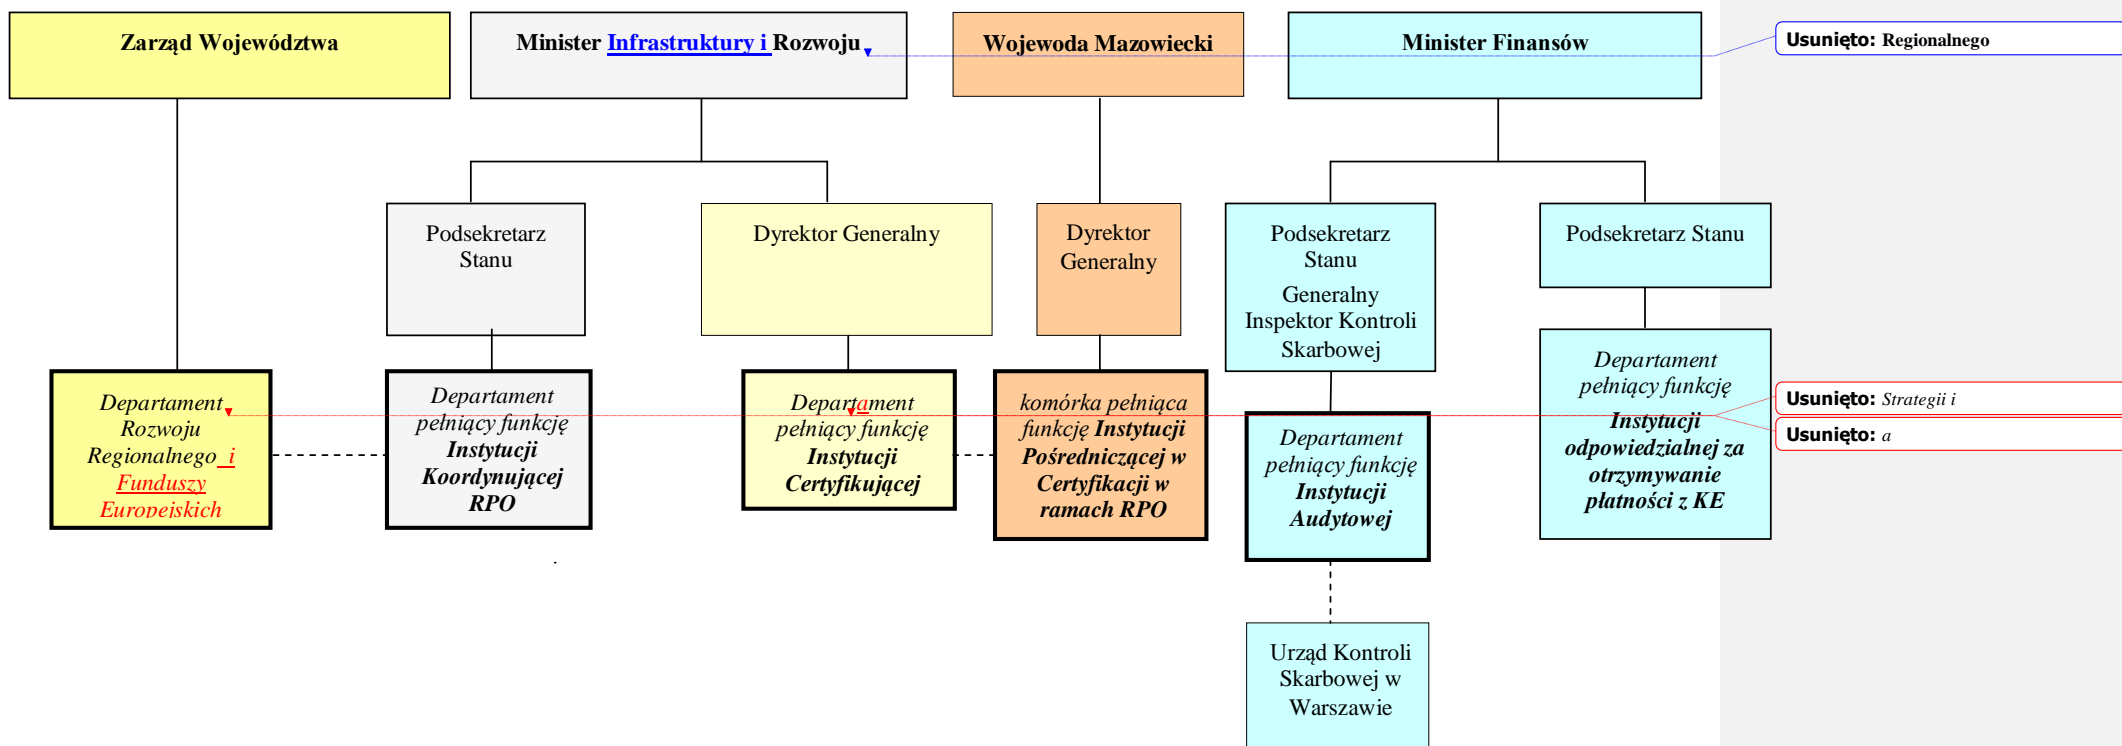 Zarząd Województwa
Minister Infrastruktury i Rozwoju
Wojewoda Mazowiecki
Minister Finansów
Usunięto: Regionalnego
Podsekretarz
Stanu
Dyrektor Generalny
Dyrektor
Generalny
Podsekretarz
Stanu
Generalny
Inspektor Kontroli
Skarbowej
Podsekretarz Stanu
Departament
Rozwoju
Regionalnego i
Funduszy
Europejskich
Departament
pełniący funkcję
Instytucji
Koordynującej
RPO
Departament
pełniący funkcję
Instytucji
Certyfikującej
komórka pełniąca
funkcję Instytucji
Pośredniczącej w
Certyfikacji w
ramach RPO
Departament
pełniący funkcję
Instytucji
Audytowej
Departament
pełniący funkcję
Instytucji
odpowiedzialnej za
otrzymywanie
płatności z KE
Usunięto: Strategii i
Usunięto: a
.
Urząd Kontroli
Skarbowej w
Warszawie